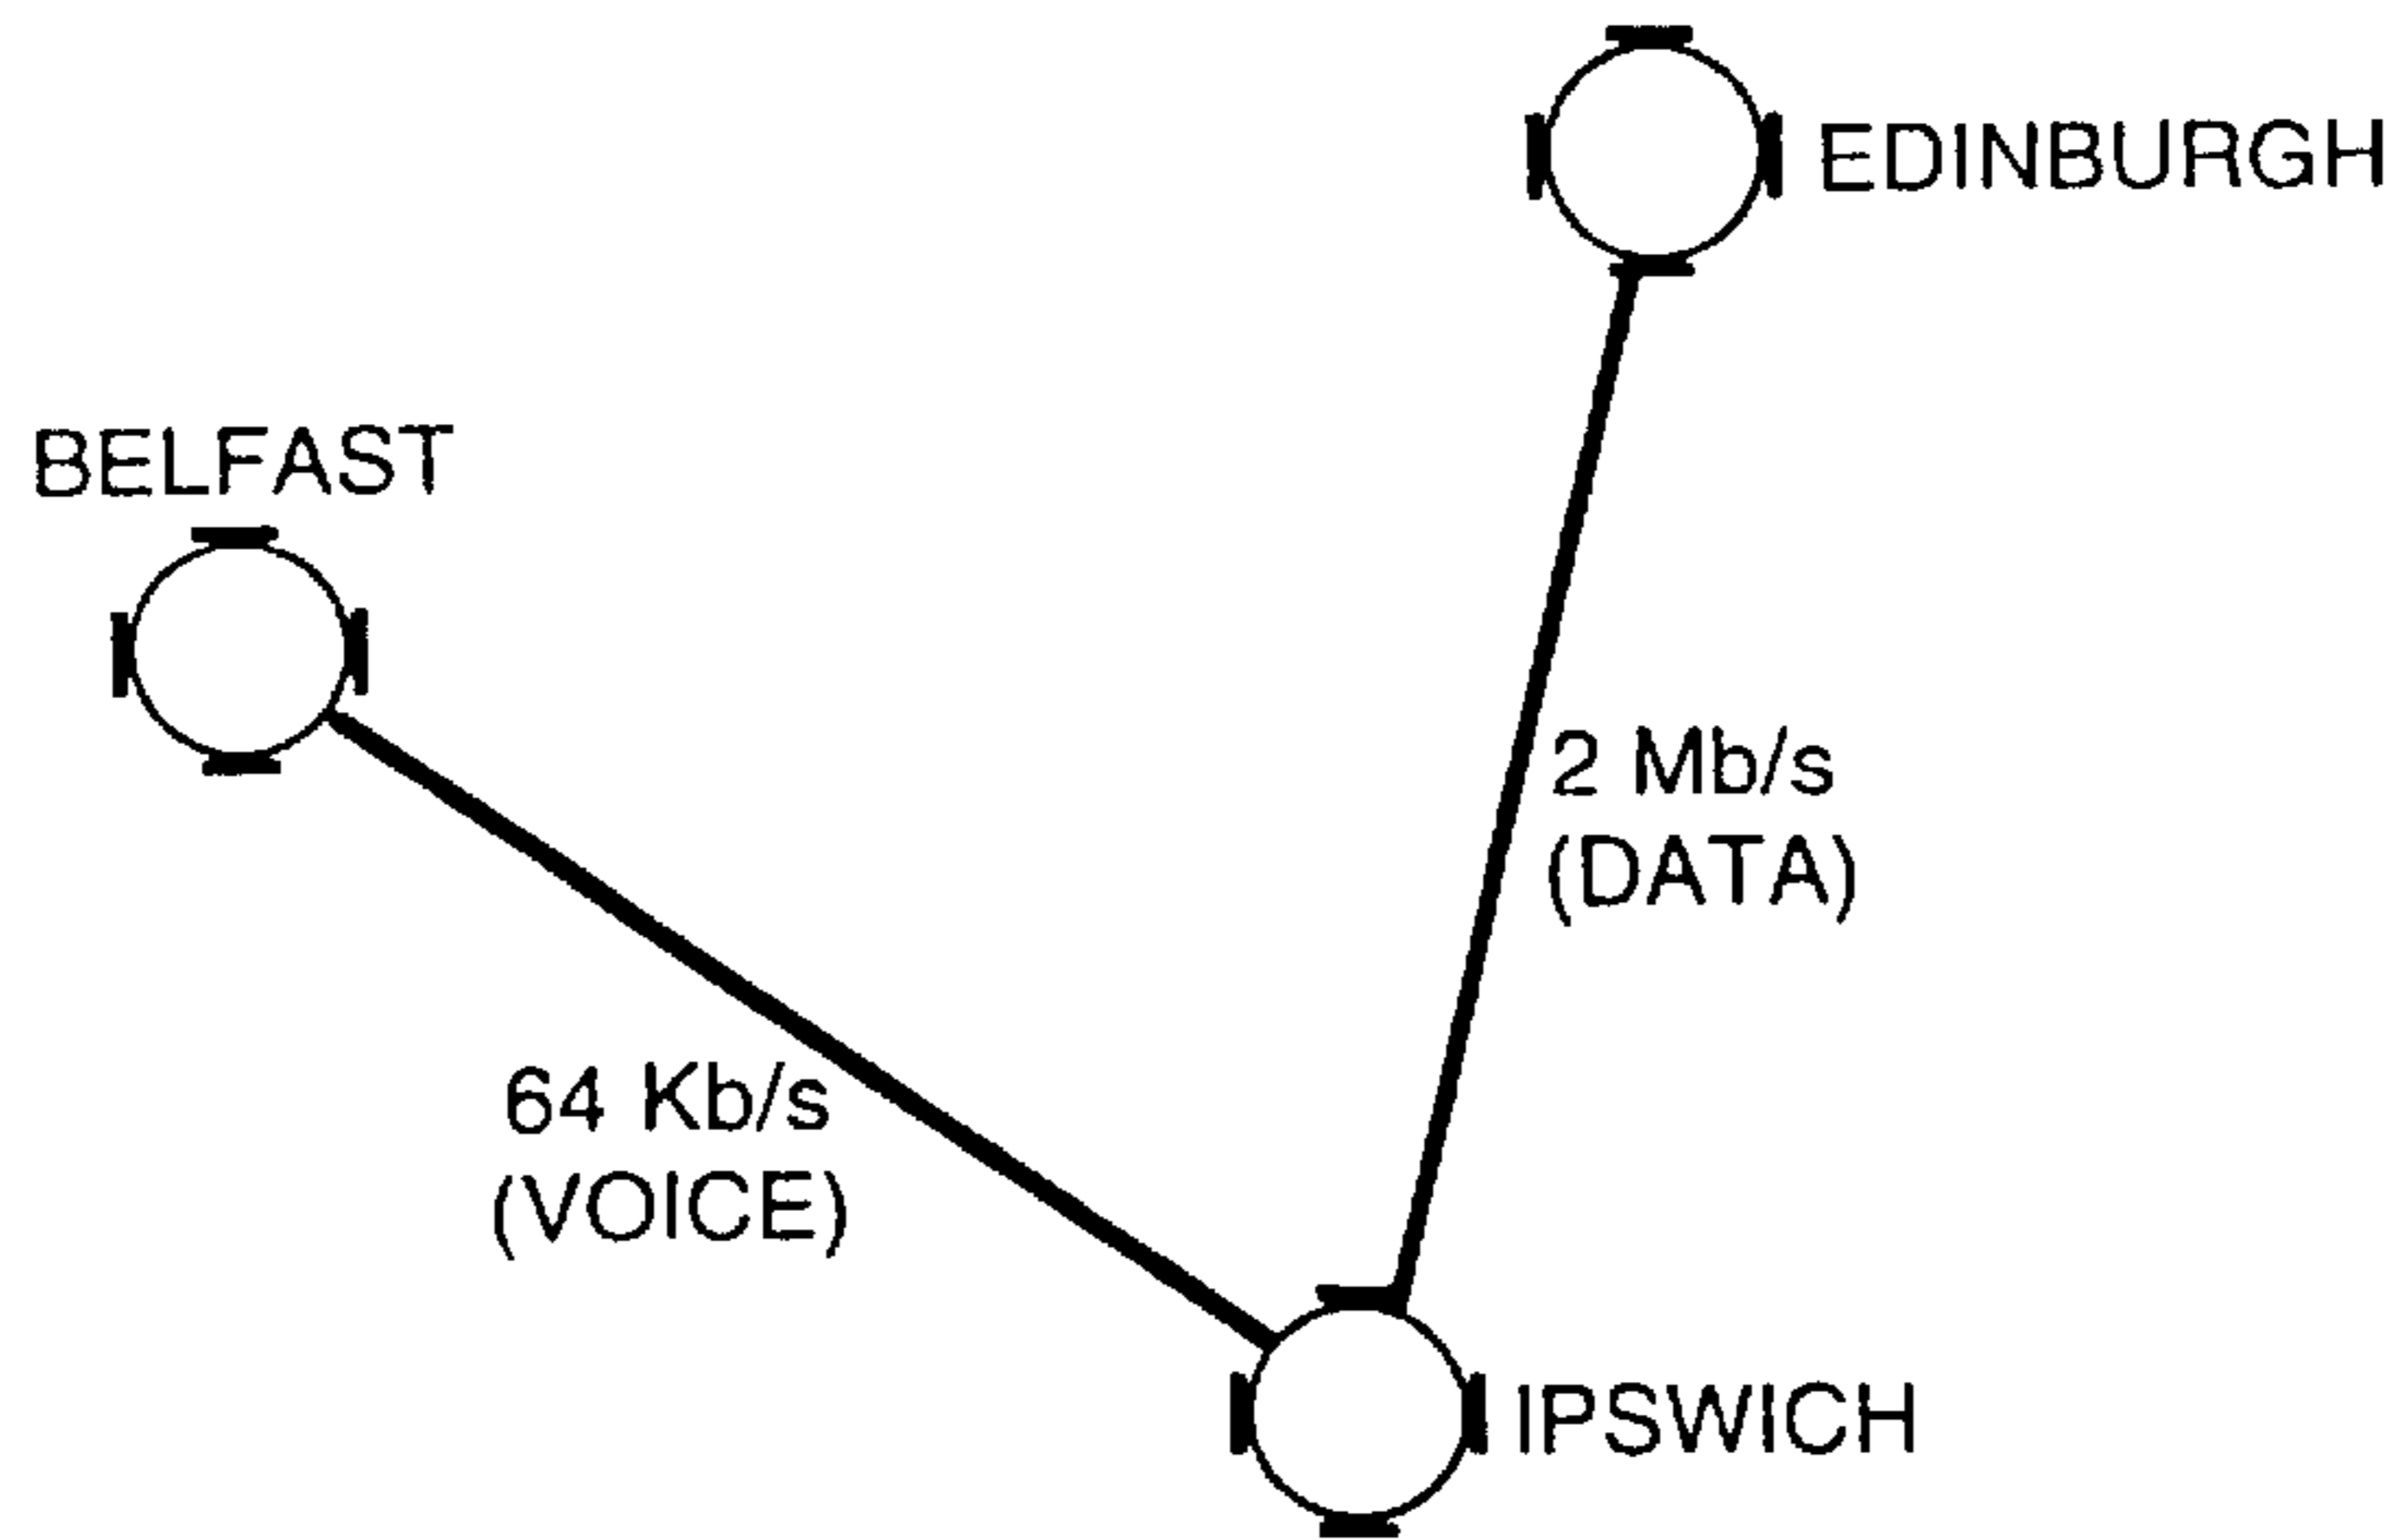 EDINBURGH
BELFAST
2 Mb/s
(DATA)
64 Kb/s
(VOICE)
IPSWICH